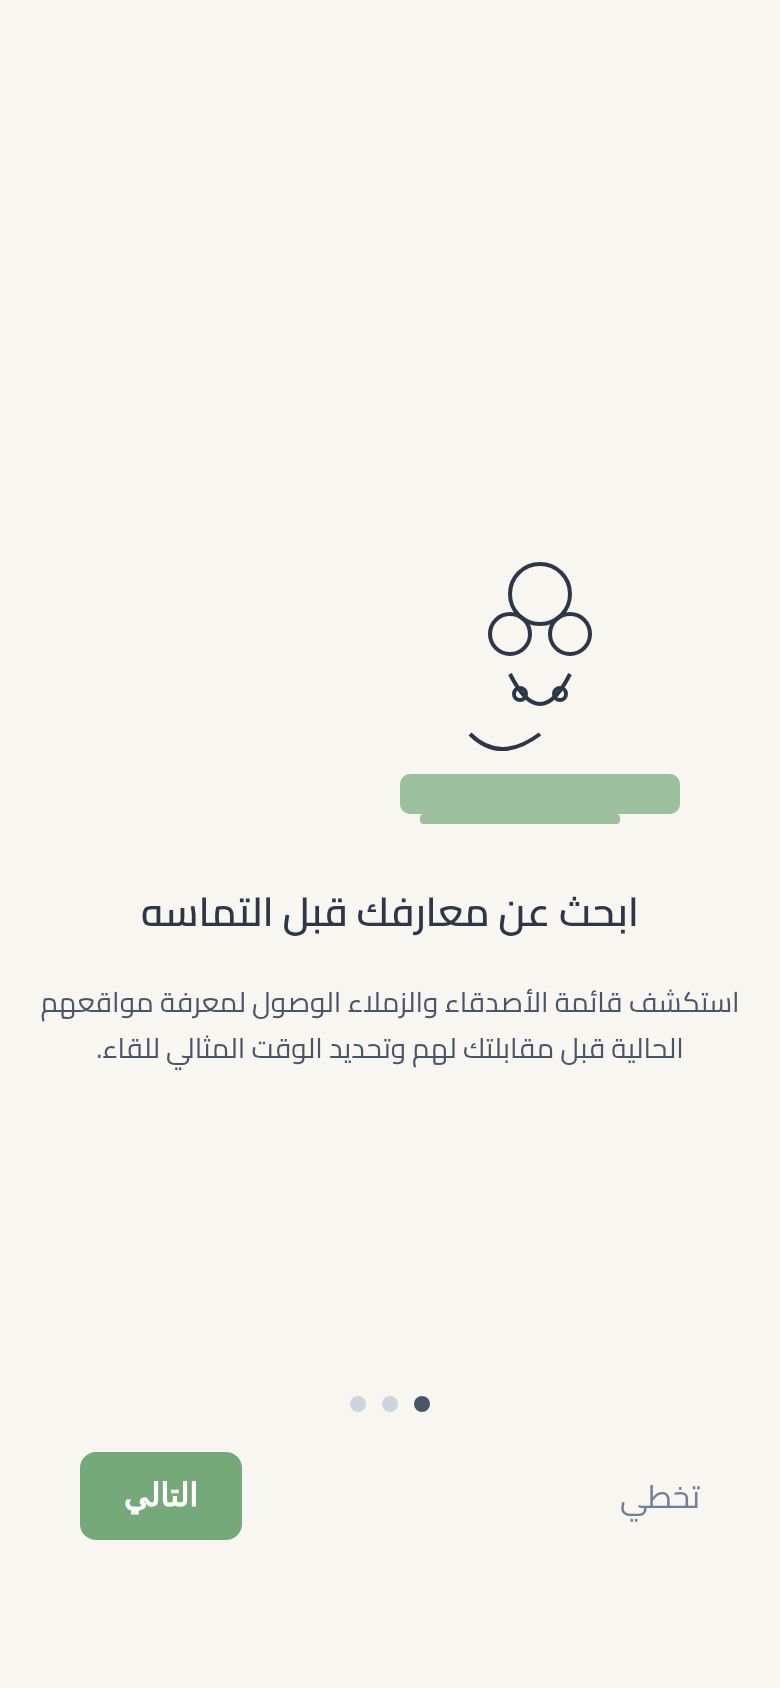 ابحث عن معارفك قبل التماسه
استكشف قائمة الأصدقاء والزملاء الوصول لمعرفة مواقعهم
الحالية قبل مقابلتك لهم وتحديد الوقت المثالي للقاء.
تخطي
التالي